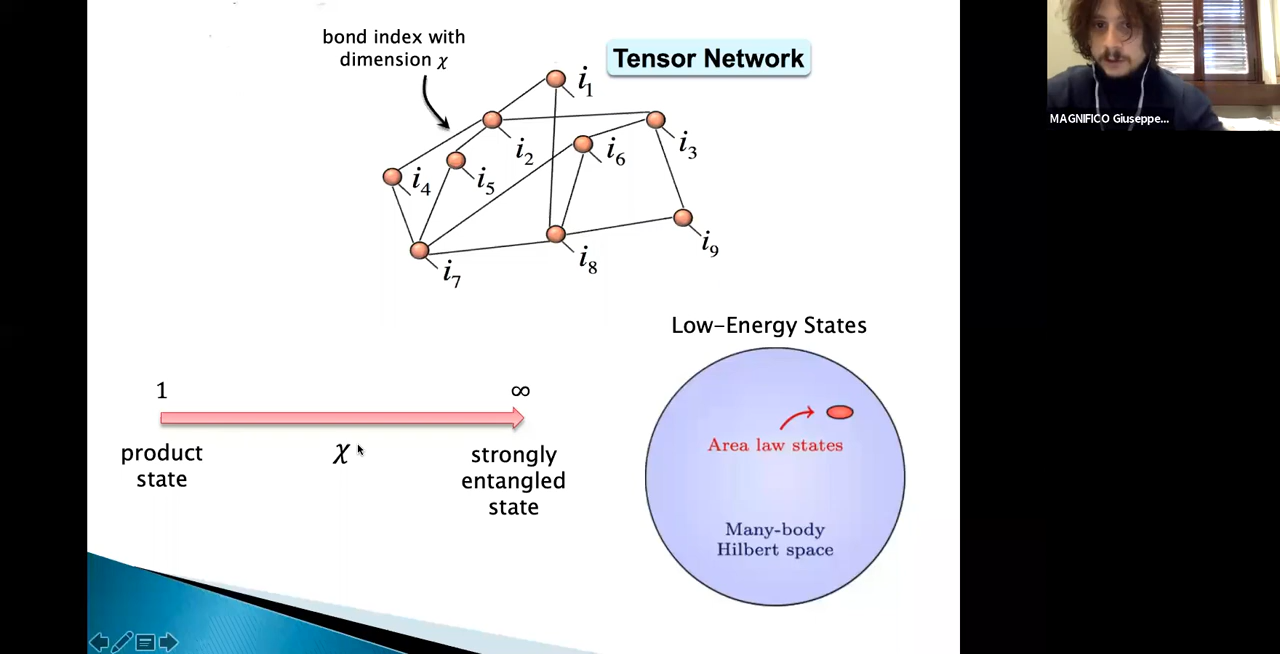 bond index with
dimension χ
Tensor Network
i1
i2
i3
i4
i5
i6
i7
i8
i9
MAGNIFICO Giuseppe...
Low-Energy States
1
∞
χ
product
state
strongly
entangled
state
Area law states
Many-body
Hilbert space